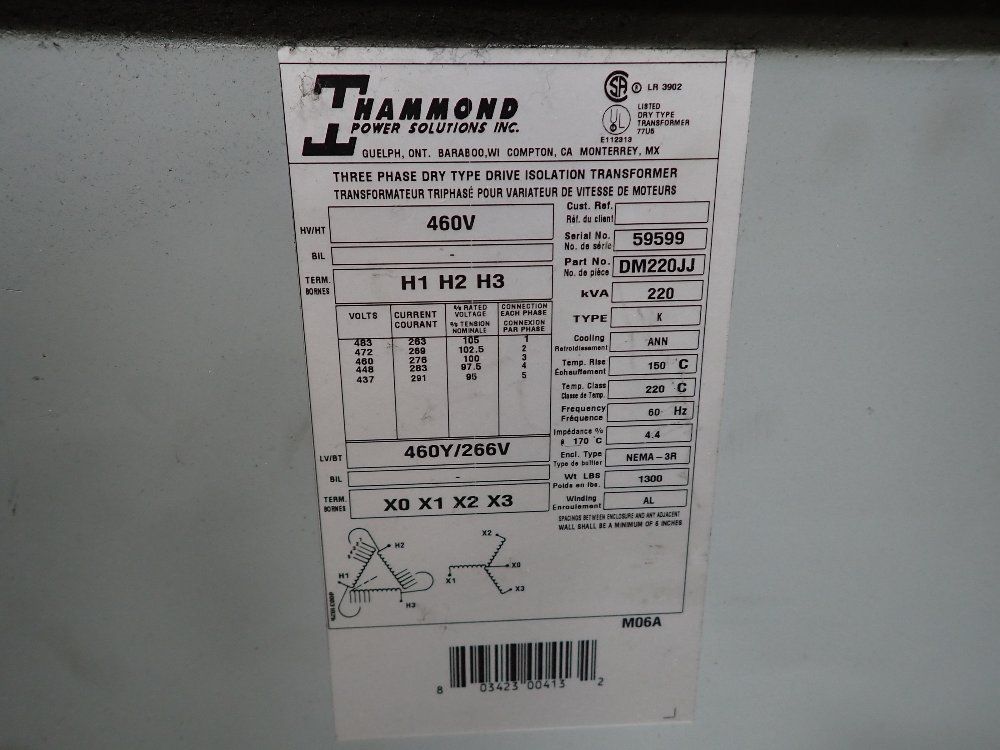 HAMMOND
POWER SOLUTIONS INC.
GUELPH, ONT. BARABOO,WI COMPTON, CA MONTERREY, MX
SA
LR 3902
UL
LISTED
DRY TYPE
TRANSFORMER
77U5
E112313
THREE PHASE DRY TYPE DRIVE ISOLATION TRANSFORMER
TRANSFORMATEUR TRIPHASÉ POUR VARIATEUR DE VITESSE DE MOTEURS
HV/HT 460V
BIL -
TERM. BORNES H1 H2 H3
VOLTS CURRENT COURANT % RATED VOLTAGE % TENSION NOMINALE CONNECTION EACH PHASE CONNEXION PAR PHASE
483 263 105 1
472 269 102.5 2
460 276 100 3
448 283 97.5 4
437 291 95 5
LV/BT 460Y/266V
BIL -
TERM. BORNES X0 X1 X2 X3
Cust. Ref.
Réf. du client
Serial No. 59599
No. de série
Part No. DM220JJ
No. de pièce
kVA 220
TYPE K
Cooling ANN
Refroidissement
Temp. Rise 150 °C
Échauffement
Temp. Class 220 °C
Classe de Temp.
Frequency 60 Hz
Fréquence
Impédance % 4.4
@ 170 °C
Encl. Type NEMA-3R
Type de boîtier
Wt LBS 1300
Poids en lbs.
Winding AL
Enroulement
SPACINGS BETWEEN ENCLOSURE AND ANY ADJACENT
WALL SHALL BE A MINIMUM OF 6 INCHES
H1
H2
H3
X1
X2
X0
X3
M06A
8 03423 00413 2